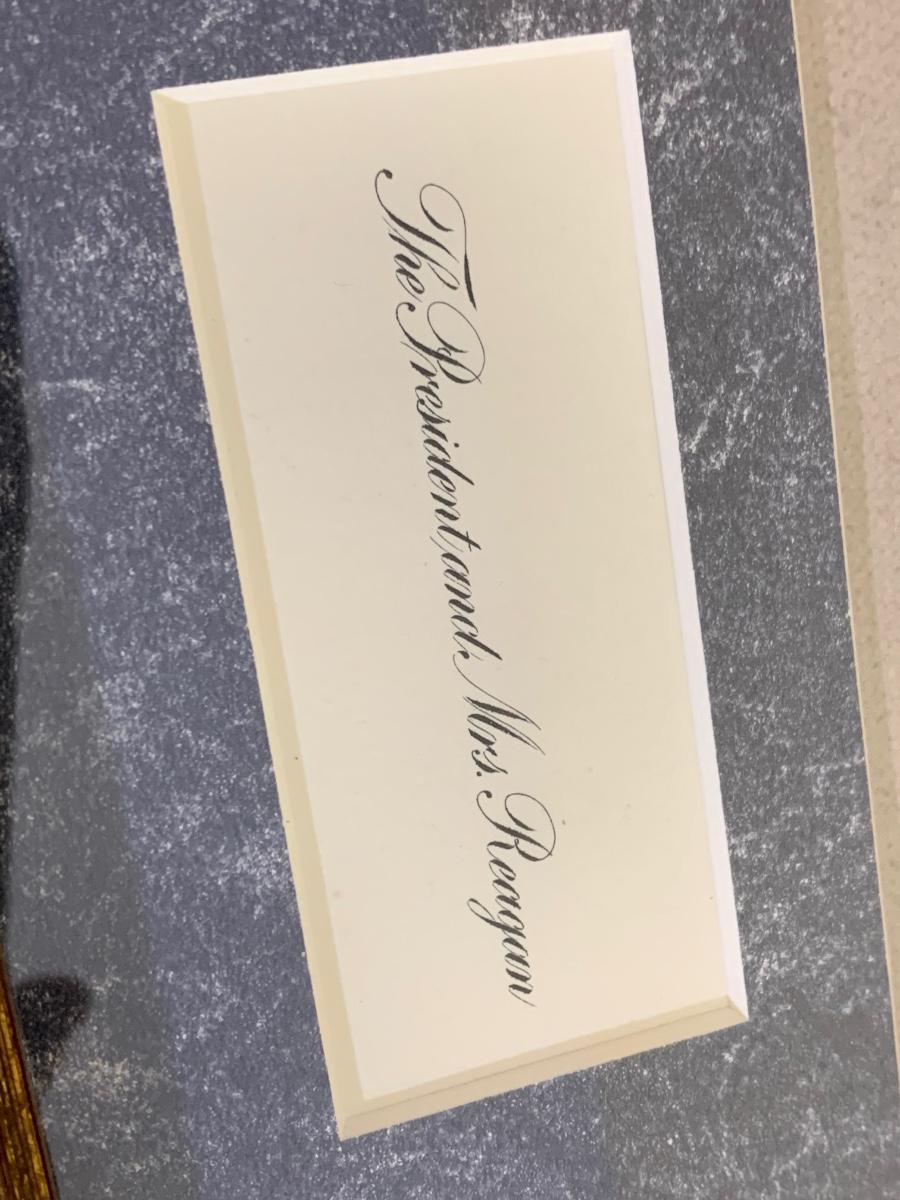 The President and Mrs. Reagan